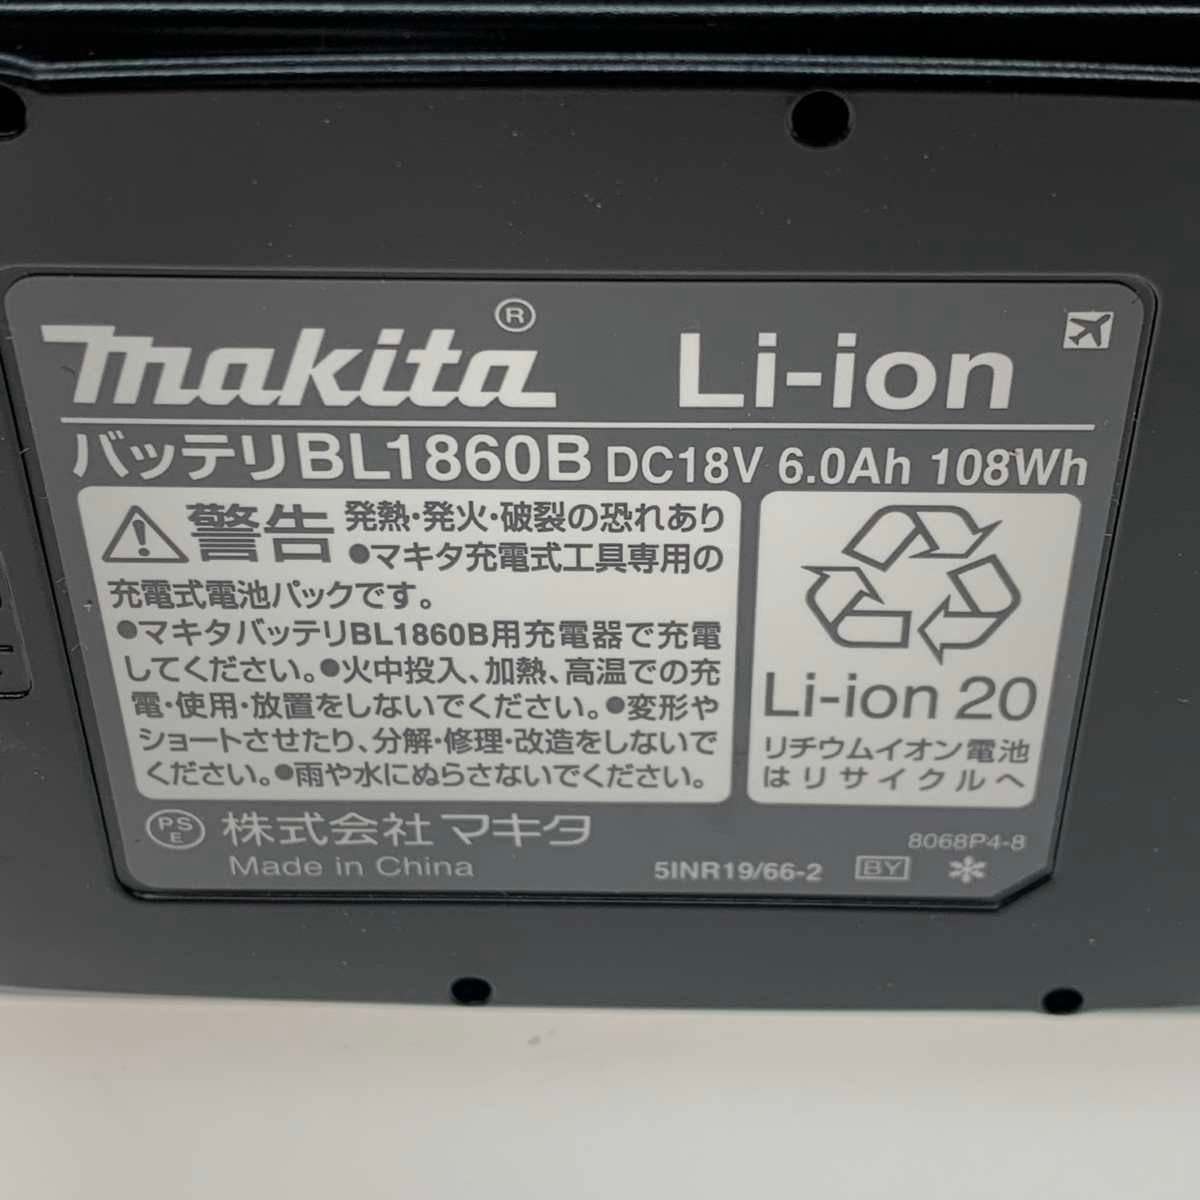 makita®
Li-ion
バッテリBL1860B DC18V 6.0Ah 108Wh
警告 発熱・発火・破裂の恐れあり
●マキタ充電式工具専用の
充電式電池パックです。
●マキタバッテリBL1860B用充電器で充電
してください。●火中投入、加熱、高温での充
電・使用・放置をしないでください。●変形や
ショートさせたり、分解・修理・改造をしないで
ください。●雨や水にぬらさないでください。
Li-ion 20
リチウムイオン電池
はリサイクルへ
PS
E
株式会社マキタ
Made in China
8068P4-8
5INR19/66-2 BY